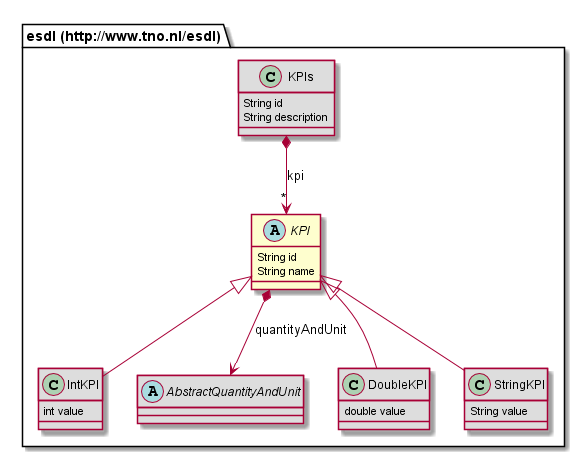 esdl (http://www.tno.nl/esdl)
C KPIs
String id
String description
kpi
*
A KPI
String id
String name
quantityAndUnit
C IntKPI
int value
A AbstractQuantityAndUnit
C DoubleKPI
double value
C StringKPI
String value